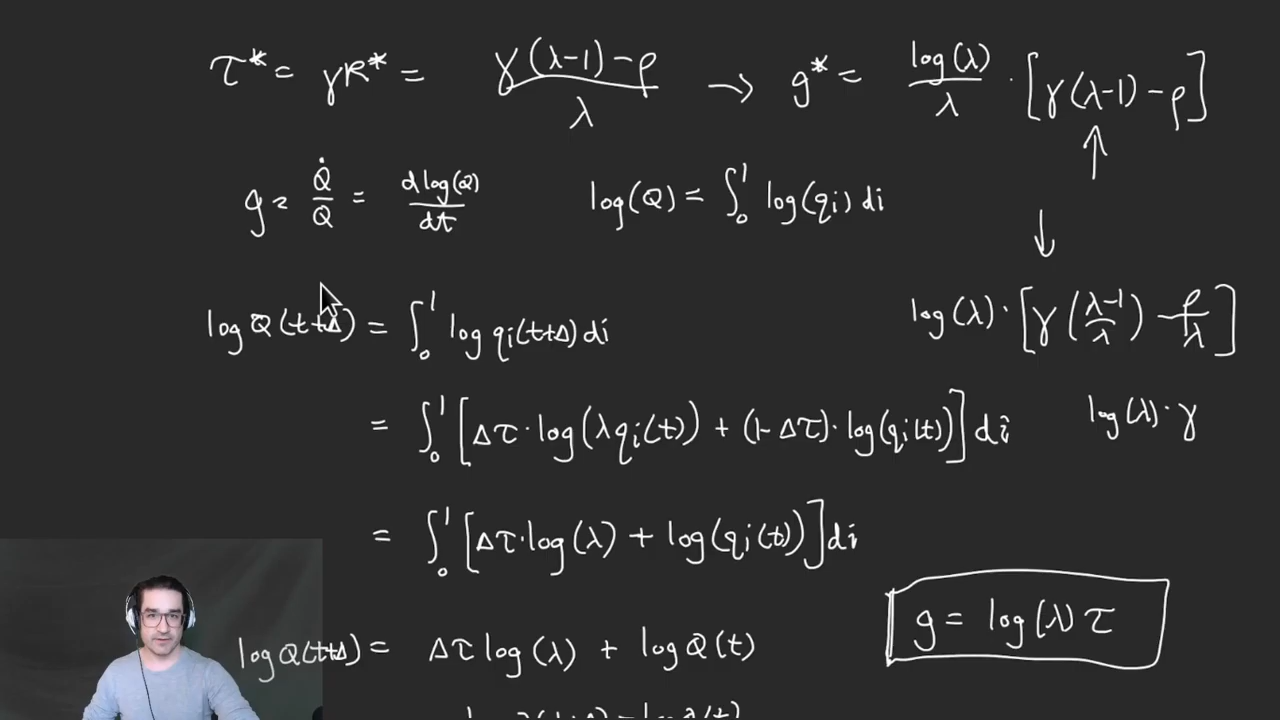 τ* = γR* = (γ(λ-1)-ρ)/λ → g* = log(λ)/λ · [γ(λ-1)-ρ]
↑
g = Q̇/Q = dlog(Q)/dt    log(Q) = ∫₀¹ log(qi) di
↓
log Q(t+Δ) = ∫₀¹ log qi(t+Δ) di
log(λ) · [γ((λ-1)/λ) - ρ/λ]
= ∫₀¹ [Δτ · log(λqi(t)) + (1-Δτ) · log(qi(t))] di
log(λ) · γ
= ∫₀¹ [Δτ · log(λ) + log(qi(t))] di
g = log(λ) τ
log Q(t+Δ) = Δτ log(λ) + log Q(t)